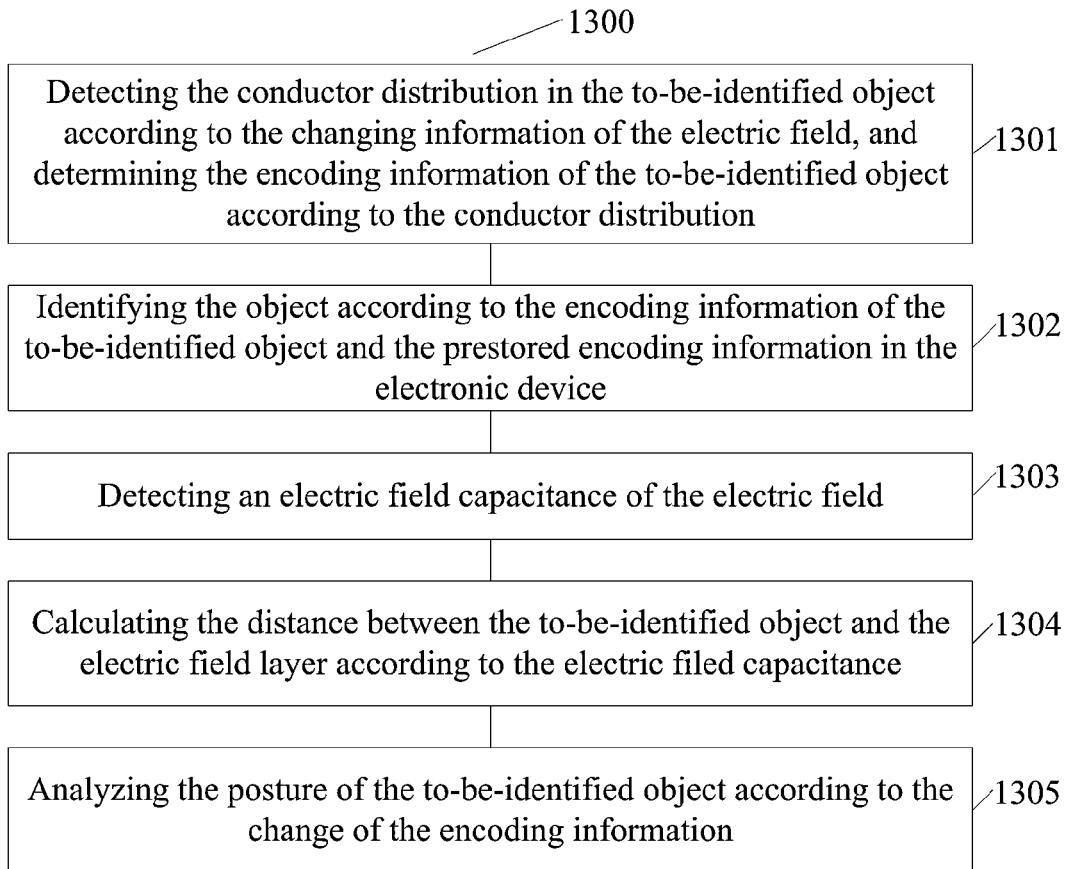 1300
Detecting the conductor distribution in the to-be-identified object
according to the changing information of the electric field, and
determining the encoding information of the to-be-identified object
according to the conductor distribution
1301
Identifying the object according to the encoding information of the
to-be-identified object and the prestored encoding information in the
electronic device
1302
Detecting an electric field capacitance of the electric field
1303
Calculating the distance between the to-be-identified object and the
electric field layer according to the electric filed capacitance
1304
Analyzing the posture of the to-be-identified object according to the
change of the encoding information
1305